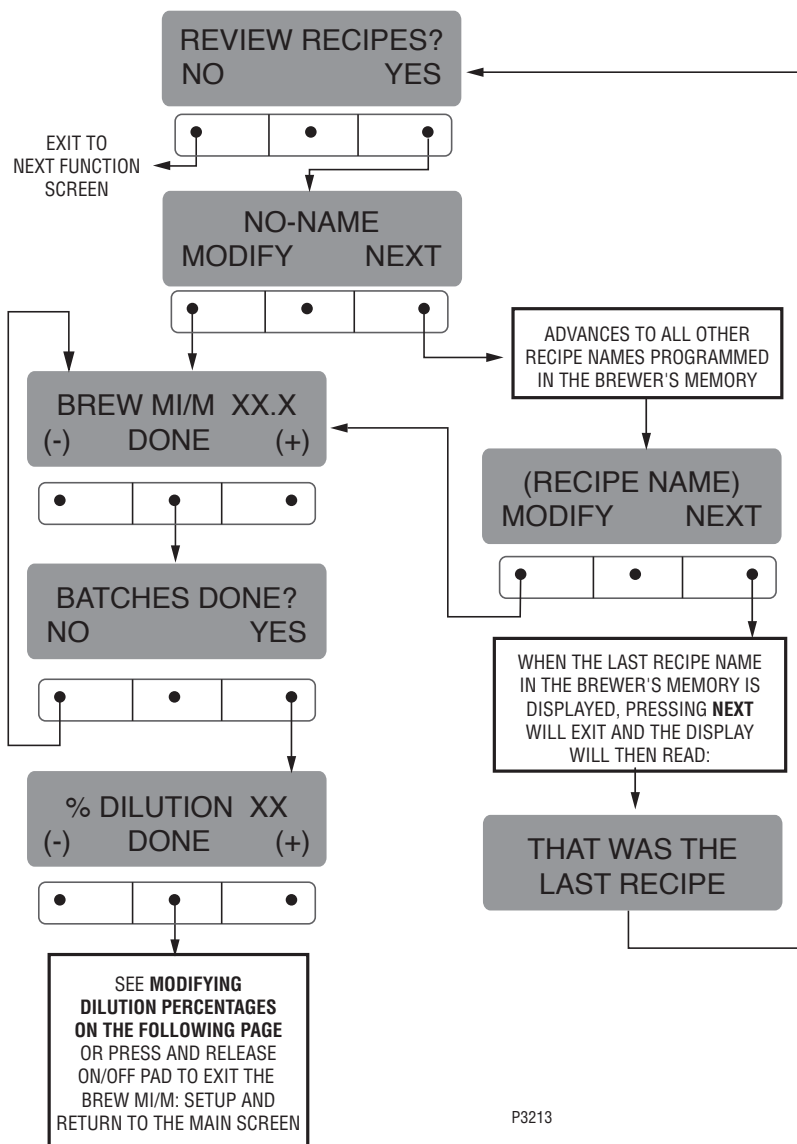 REVIEW RECIPES?
NO YES
EXIT TO
NEXT FUNCTION
SCREEN
NO-NAME
MODIFY NEXT
BREW MI/M XX.X
(-) DONE (+)
BATCHES DONE?
NO YES
% DILUTION XX
(-) DONE (+)
SEE MODIFYING
DILUTION PERCENTAGES
ON THE FOLLOWING PAGE
OR PRESS AND RELEASE
ON/OFF PAD TO EXIT THE
BREW MI/M: SETUP AND
RETURN TO THE MAIN SCREEN
ADVANCES TO ALL OTHER
RECIPE NAMES PROGRAMMED
IN THE BREWER'S MEMORY
(RECIPE NAME)
MODIFY NEXT
WHEN THE LAST RECIPE NAME
IN THE BREWER'S MEMORY IS
DISPLAYED, PRESSING NEXT
WILL EXIT AND THE DISPLAY
WILL THEN READ:
THAT WAS THE
LAST RECIPE
P3213